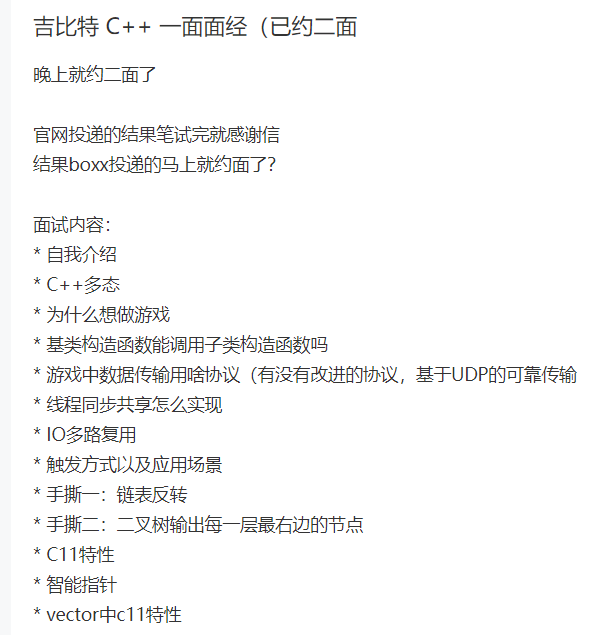 吉比特 C++ 一面面经（已约二面
晚上就约二面了
官网投递的结果笔试完就感谢信
结果boxx投递的马上就约面了?
面试内容：
* 自我介绍
* C++多态
* 为什么想做游戏
* 基类构造函数能调用子类构造函数吗
* 游戏中数据传输用啥协议（有没有改进的协议，基于UDP的可靠传输
* 线程同步共享怎么实现
* IO多路复用
* 触发方式以及应用场景
* 手撕一：链表反转
* 手撕二：二叉树输出每一层最右边的节点
* C11特性
* 智能指针
* vector中c11特性